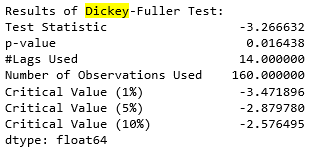 Results of Dickey-Fuller Test:
Test Statistic -3.266632
p-value 0.016438
#Lags Used 14.000000
Number of Observations Used 160.000000
Critical Value (1%) -3.471896
Critical Value (5%) -2.879780
Critical Value (10%) -2.576495
dtype: float64